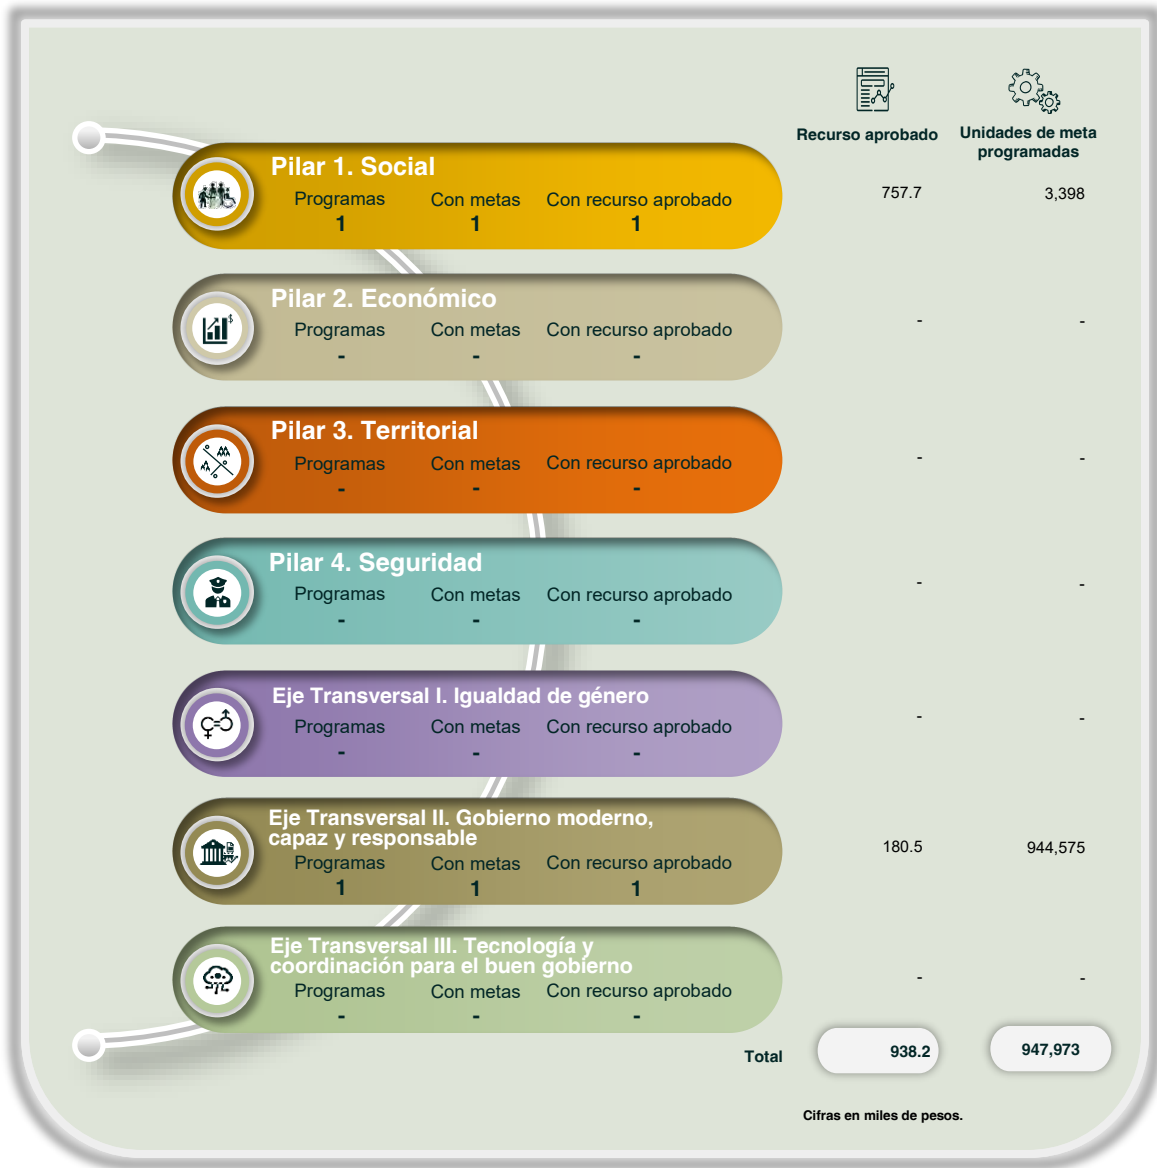 Recurso aprobado
Unidades de meta
programadas
Pilar 1. Social
Programas Con metas Con recurso aprobado
1 1 1
757.7 3,398
Pilar 2. Económico
Programas Con metas Con recurso aprobado
- - -
- -
Pilar 3. Territorial
Programas Con metas Con recurso aprobado
- - -
- -
Pilar 4. Seguridad
Programas Con metas Con recurso aprobado
- - -
- -
Eje Transversal I. Igualdad de género
Programas Con metas Con recurso aprobado
- - -
- -
Eje Transversal II. Gobierno moderno,
capaz y responsable
Programas Con metas Con recurso aprobado
1 1 1
180.5 944,575
Eje Transversal III. Tecnología y
coordinación para el buen gobierno
Programas Con metas Con recurso aprobado
- - -
- -
Total 938.2 947,973
Cifras en miles de pesos.